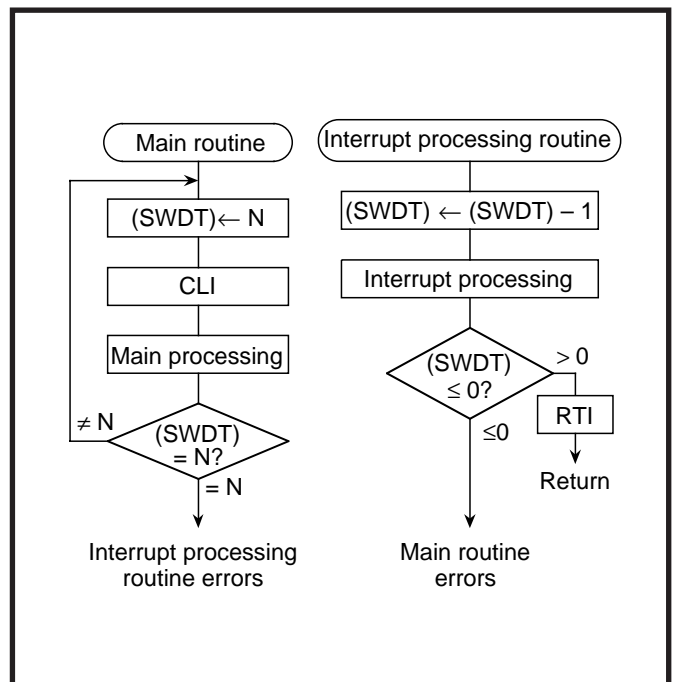 Main routine
(SWDT)← N
CLI
Main processing
≠ N
(SWDT)
= N?
= N
Interrupt processing
routine errors
Interrupt processing routine
(SWDT) ← (SWDT) – 1
Interrupt processing
(SWDT)
≤ 0?
> 0
≤0
RTI
Return
Main routine
errors